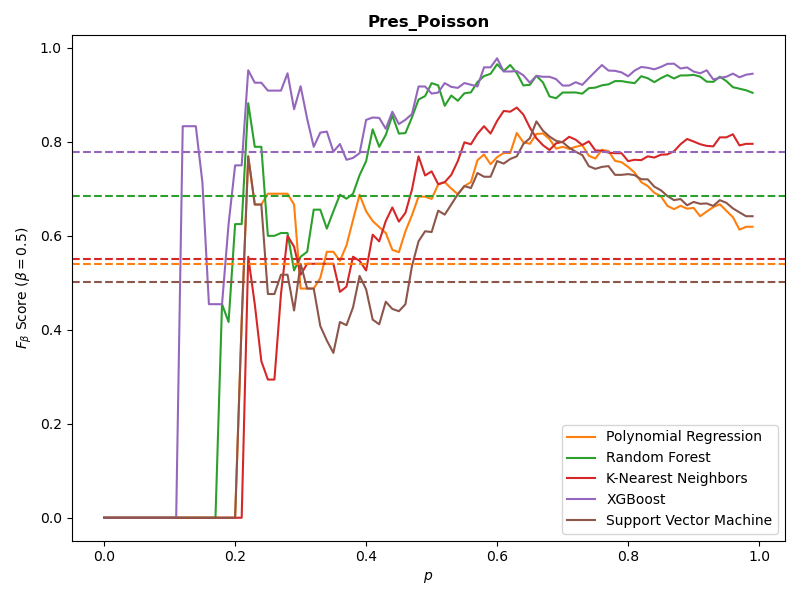 Pres_Poisson
1.0
0.8
0.6
0.4
0.2
0.0
F_β Score (β = 0.5)
Polynomial Regression
Random Forest
K-Nearest Neighbors
XGBoost
Support Vector Machine
0.0 0.2 0.4 0.6 0.8 1.0
p